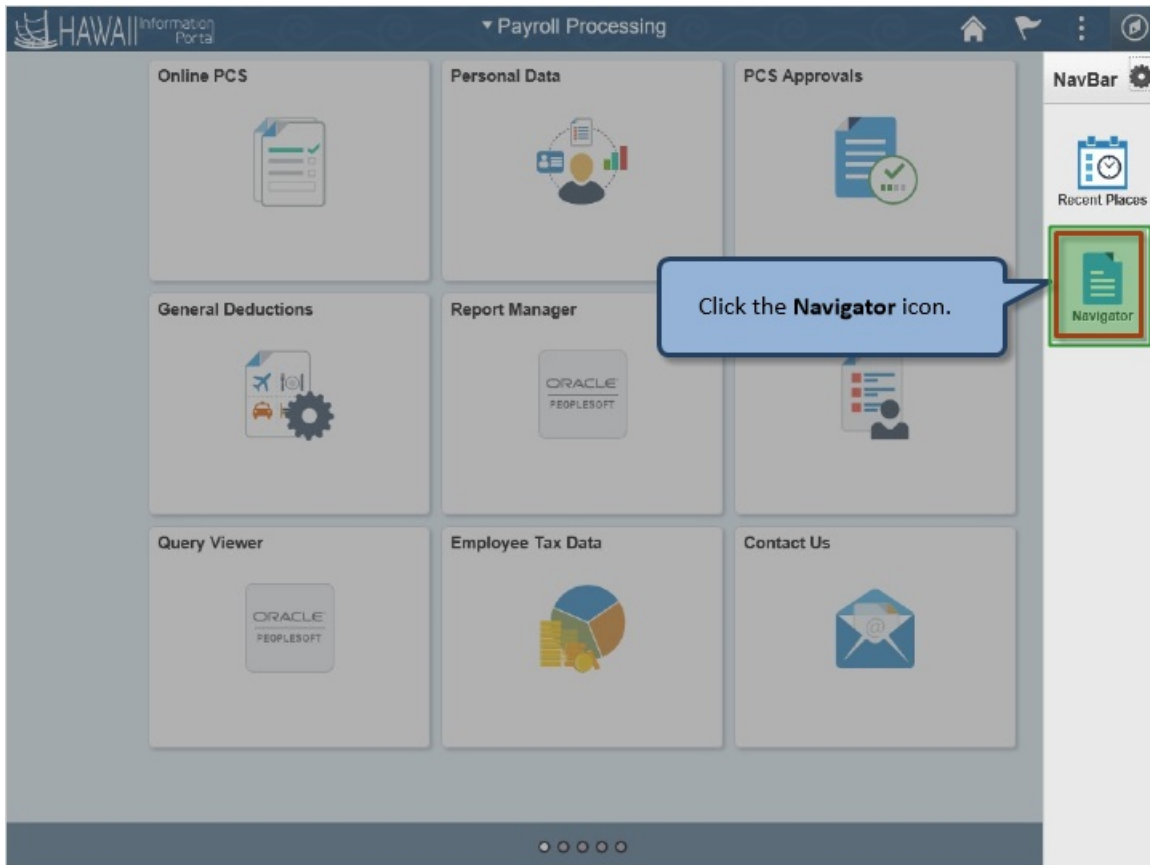 HAWAII Information
Portal
Payroll Processing
Online PCS
Personal Data
PCS Approvals
NavBar
Recent Places
Navigator
Click the Navigator icon.
General Deductions
Report Manager
ORACLE
PEOPLESOFT
Query Viewer
Employee Tax Data
Contact Us
ORACLE
PEOPLESOFT
@